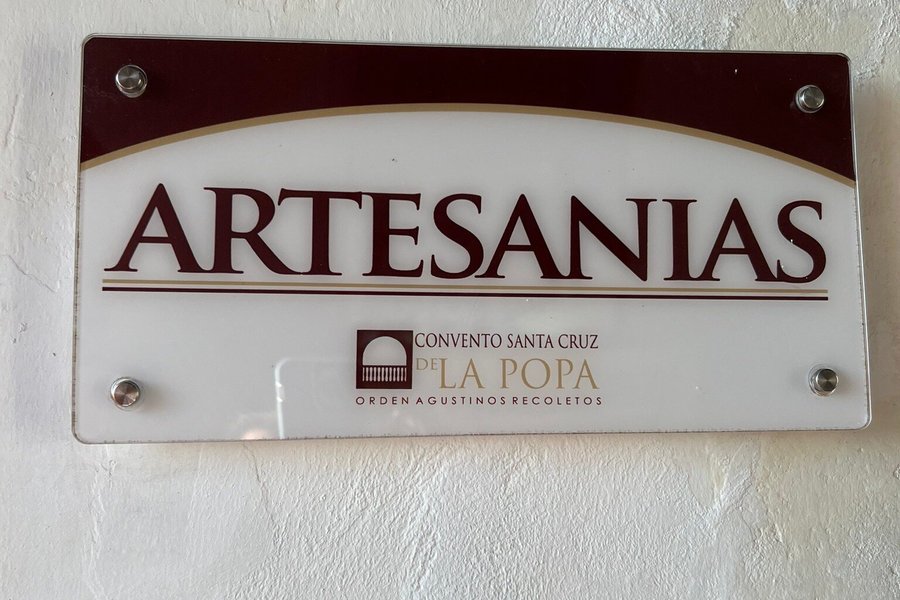 ARTESANIAS
CONVENTO SANTA CRUZ
DE LA POPA
ORDEN AGUSTINOS RECOLETOS